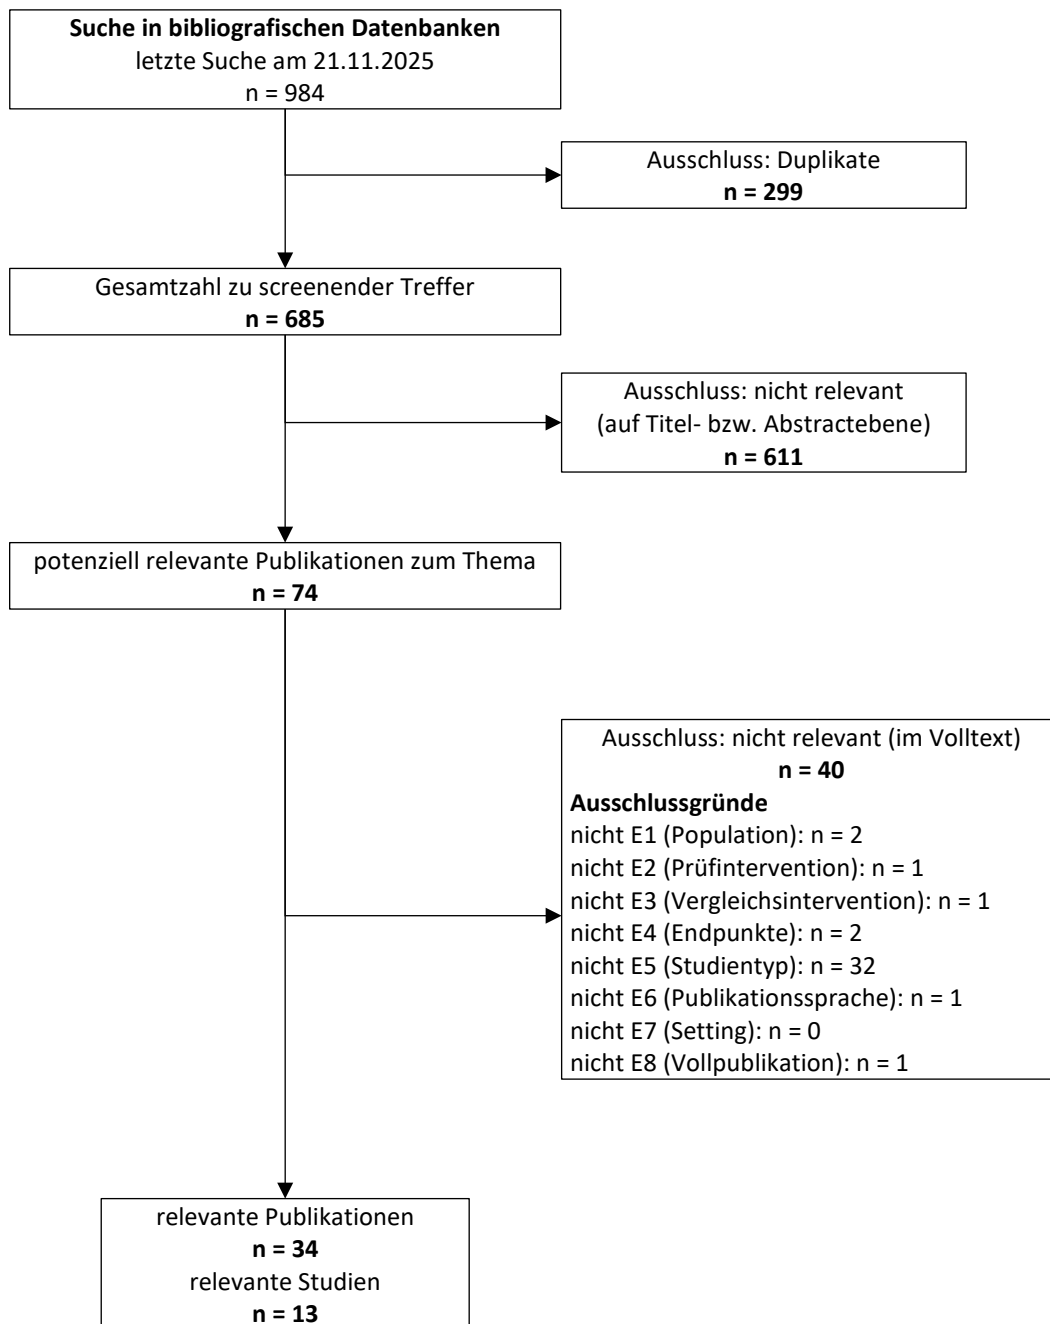 Suche in bibliografischen Datenbanken
letzte Suche am 21.11.2025
n = 984
Ausschluss: Duplikate
n = 299
Gesamtzahl zu screenender Treffer
n = 685
Ausschluss: nicht relevant
(auf Titel- bzw. Abstractebene)
n = 611
potenziell relevante Publikationen zum Thema
n = 74
Ausschluss: nicht relevant (im Volltext)
n = 40
Ausschlussgründe
nicht E1 (Population): n = 2
nicht E2 (Prüfintervention): n = 1
nicht E3 (Vergleichsintervention): n = 1
nicht E4 (Endpunkte): n = 2
nicht E5 (Studientyp): n = 32
nicht E6 (Publikationssprache): n = 1
nicht E7 (Setting): n = 0
nicht E8 (Vollpublikation): n = 1
relevante Publikationen
n = 34
relevante Studien
n = 13